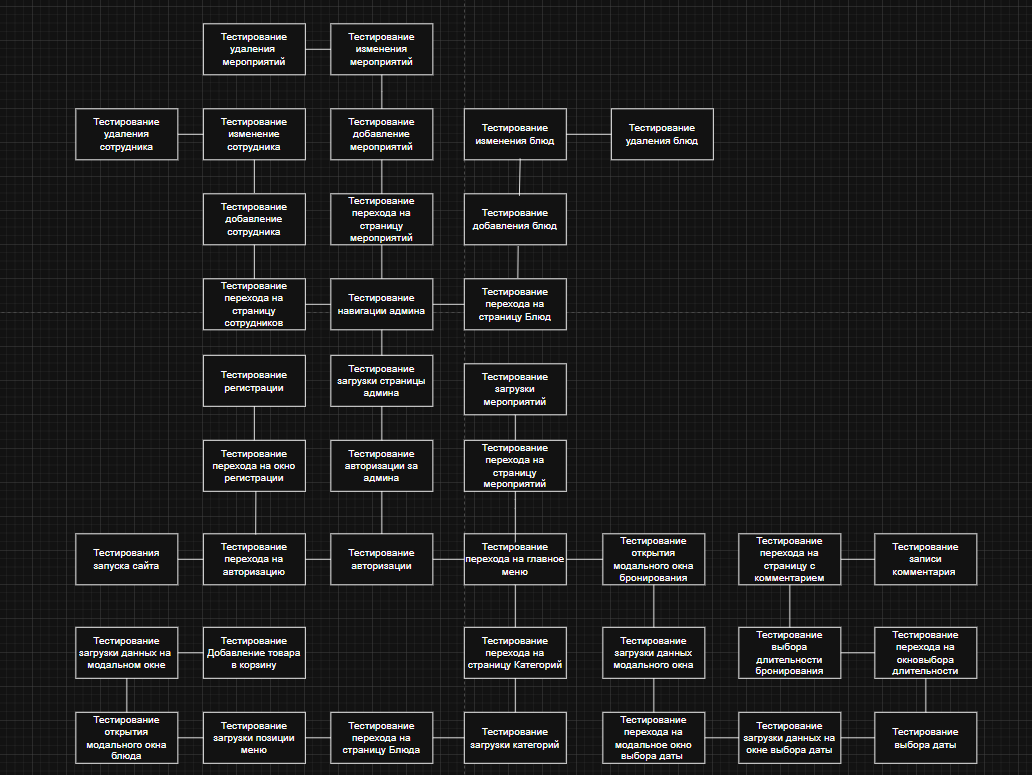 Тестирование
удаления
мероприятий
Тестирование
изменения
мероприятий
Тестирование
удаления
сотрудника
Тестирование
изменение
сотрудника
Тестирование
добавление
мероприятий
Тестирование
изменения блюд
Тестирование
удаления блюд
Тестирование
добавление
сотрудника
Тестирование
перехода на
страницу
мероприятий
Тестирование
добавления блюд
Тестирование
перехода на
страницу
сотрудников
Тестирование
навигации админа
Тестирование
перехода на
страницу Блюд
Тестирование
регистрации
Тестирование
загрузки страницы
админа
Тестирование
загрузки
мероприятий
Тестирование
перехода на окно
регистрации
Тестирование
авторизации за
админа
Тестирование
перехода на
страницу
мероприятий
Тестирования
запуска сайта
Тестирование
перехода на
авторизацию
Тестирование
авторизации
Тестирование
перехода на главное
меню
Тестирование
открытия
модального окна
бронирования
Тестирование
перехода на
страницу с
комментарием
Тестирование
записи
комментария
Тестирование
загрузки данных на
модальном окне
Тестирование
Добавление товара
в корзину
Тестирование
перехода на
страницу Категорий
Тестирование
загрузки данных
модального окна
Тестирование
выбора
длительности
бронирования
Тестирование
перехода на
окновыбора
длительности
Тестирование
открытия
модального окна
блюда
Тестирование
загрузки позиции
меню
Тестирование
перехода на
страницу Блюда
Тестирование
загрузки категорий
Тестирование
перехода на
модальное окно
выбора даты
Тестирование
загрузки данных на
окне выбора даты
Тестирование
выбора даты